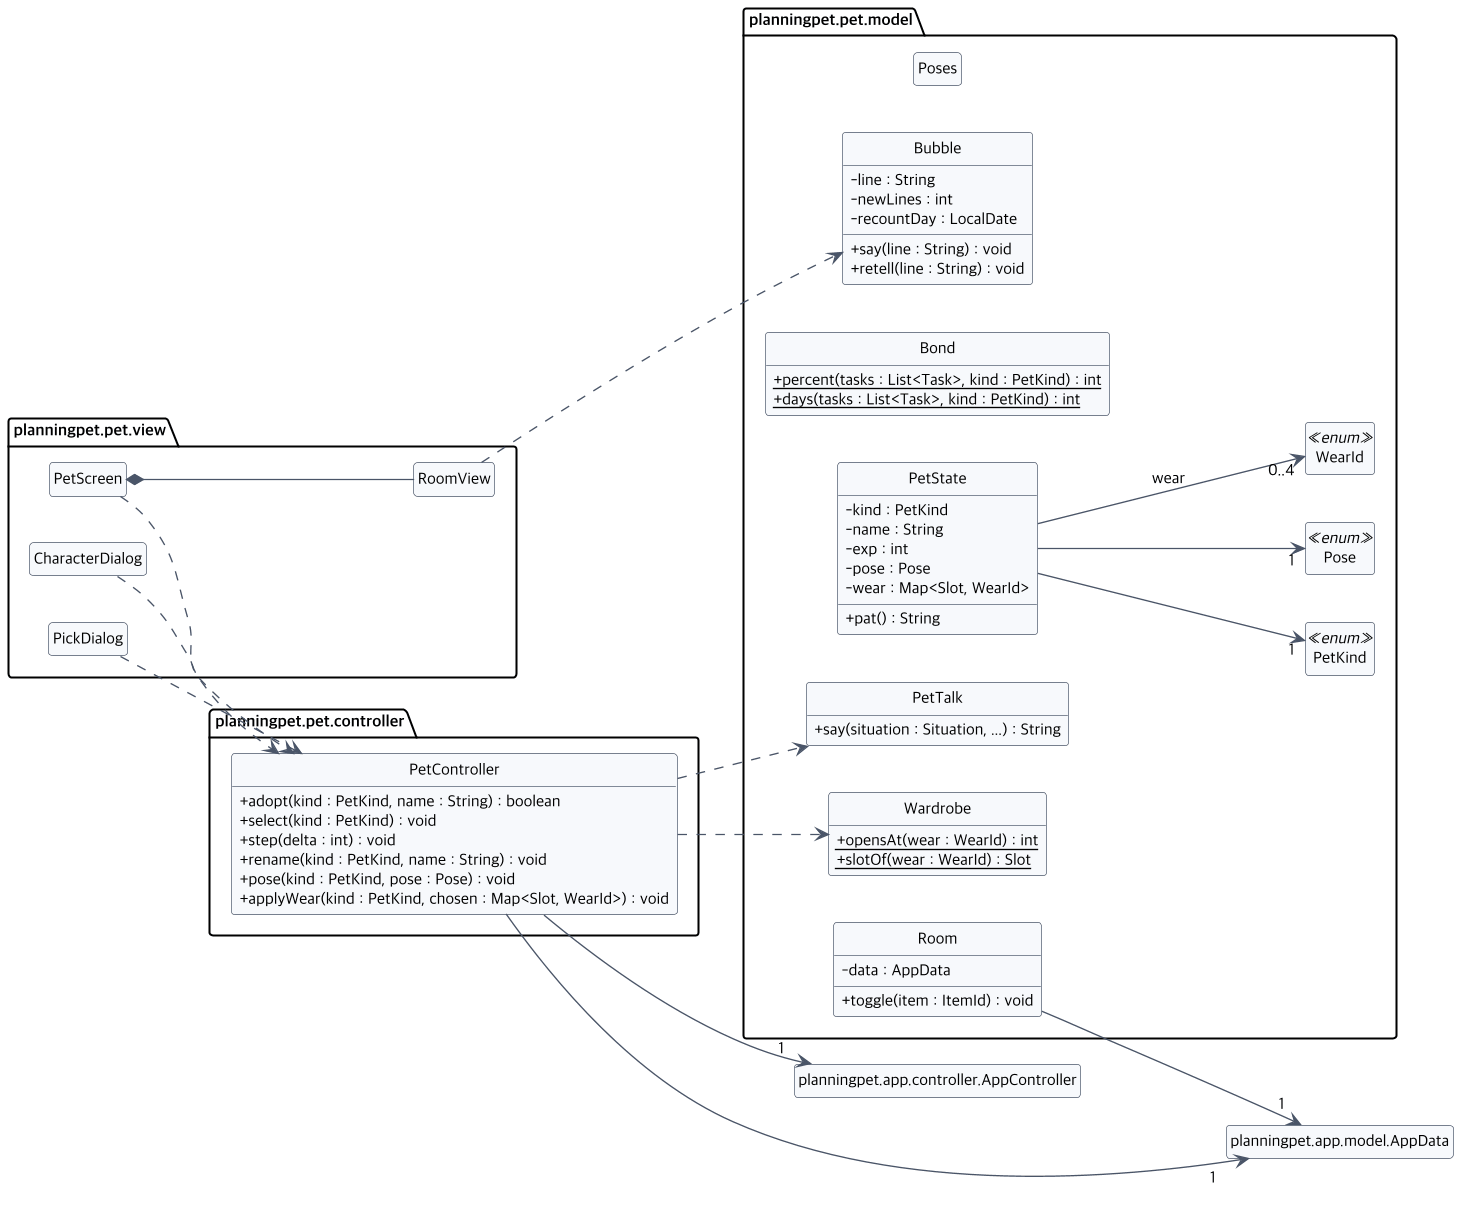 planningpet.pet.model
Poses
Bubble
-line : String
-newLines : int
-recountDay : LocalDate
+say(line : String) : void
+retell(line : String) : void
Bond
+percent(tasks : List<Task>, kind : PetKind) : int
+days(tasks : List<Task>, kind : PetKind) : int
planningpet.pet.view
PetScreen
RoomView
CharacterDialog
PickDialog
PetState
-kind : PetKind
-name : String
-exp : int
-pose : Pose
-wear : Map<Slot, WearId>
+pat() : String
wear
0..4
≪enum≫
WearId
1
≪enum≫
Pose
1
≪enum≫
PetKind
planningpet.pet.controller
PetController
+adopt(kind : PetKind, name : String) : boolean
+select(kind : PetKind) : void
+step(delta : int) : void
+rename(kind : PetKind, name : String) : void
+pose(kind : PetKind, pose : Pose) : void
+applyWear(kind : PetKind, chosen : Map<Slot, WearId>) : void
PetTalk
+say(situation : Situation, ...) : String
Wardrobe
+opensAt(wear : WearId) : int
+slotOf(wear : WearId) : Slot
Room
-data : AppData
+toggle(item : ItemId) : void
1
planningpet.app.controller.AppController
1
planningpet.app.model.AppData
1